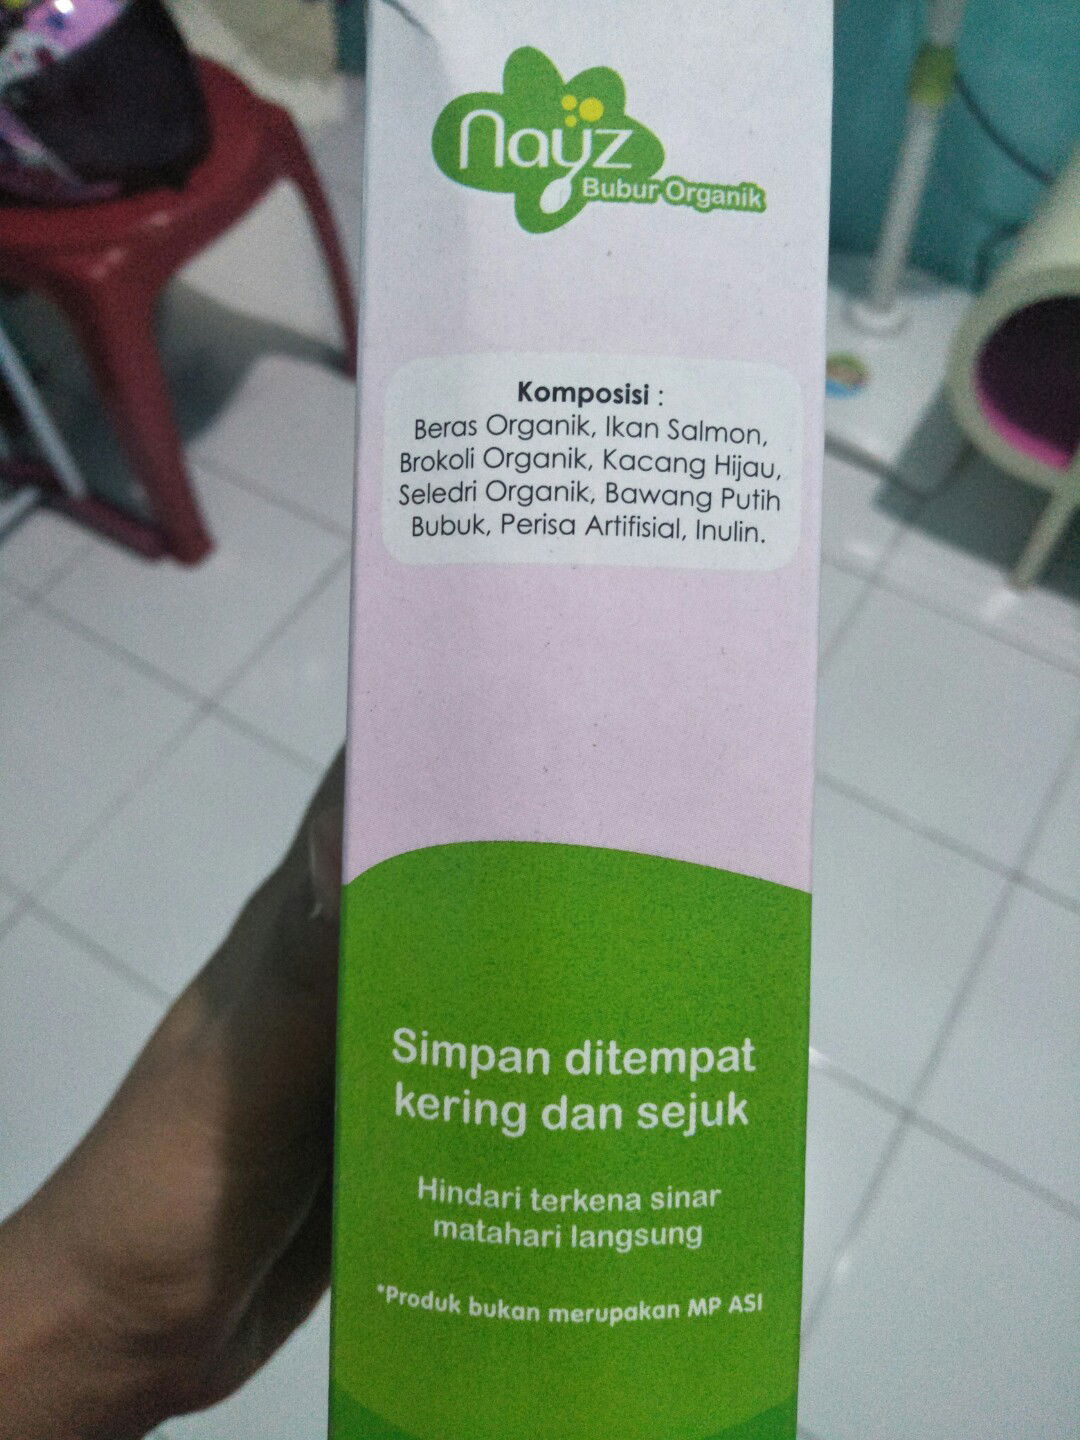 Nayz
Bubur Organik
Komposisi :
Beras Organik, Ikan Salmon,
Brokoli Organik, Kacang Hijau,
Seledri Organik, Bawang Putih
Bubuk, Perisa Artifisial, Inulin.
Simpan ditempat
kering dan sejuk
Hindari terkena sinar
matahari langsung
*Produk bukan merupakan MP ASI